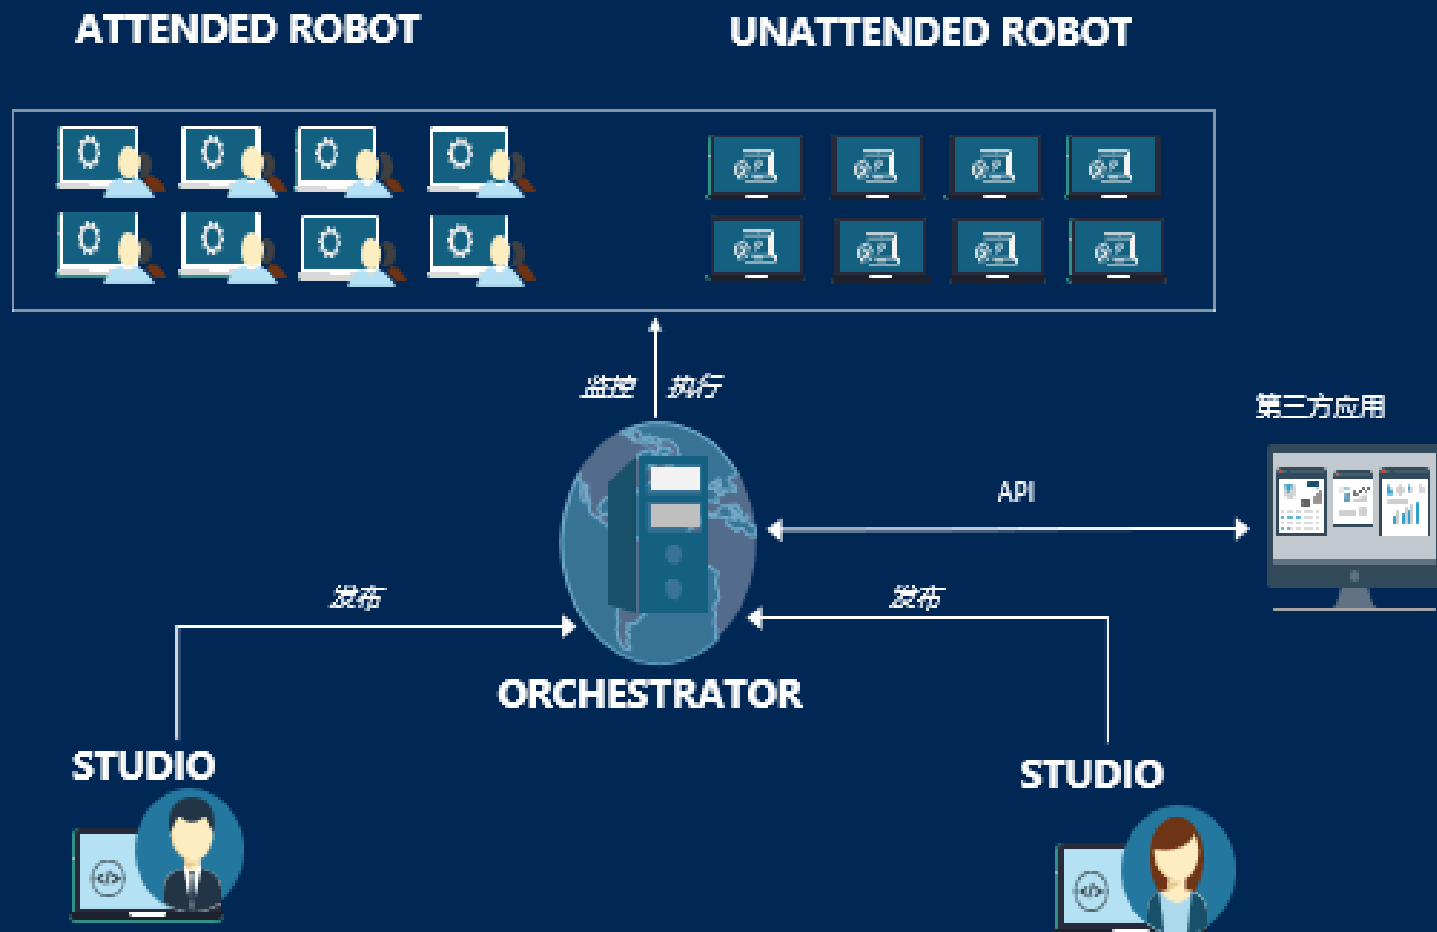 ATTENDED ROBOT
UNATTENDED ROBOT
监控 执行
第三方应用
API
发布
发布
ORCHESTRATOR
STUDIO
STUDIO